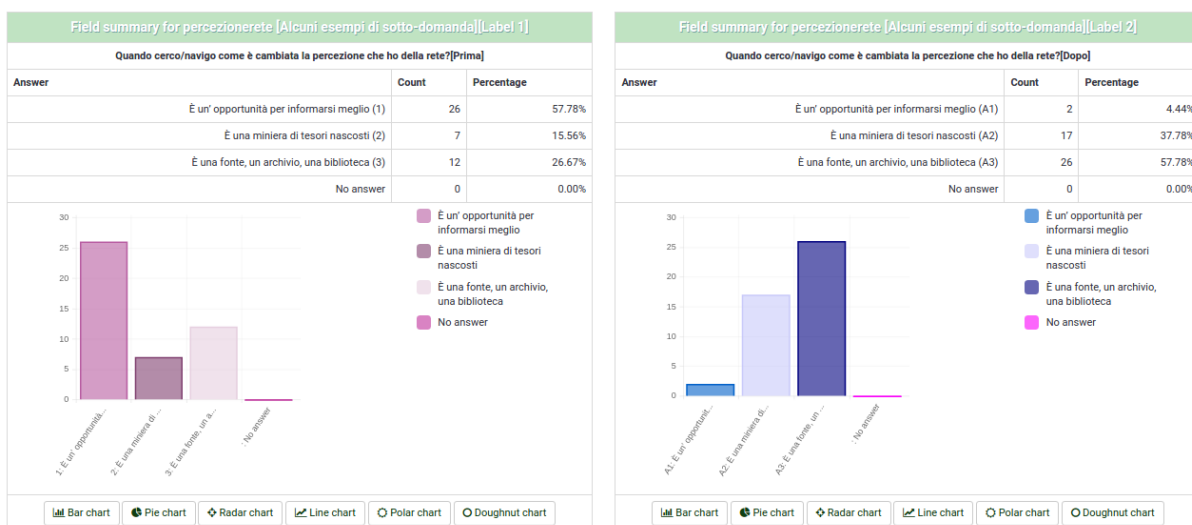 Field summary for percezionerete [Alcuni esempi di sotto-domanda][Label 1]
Quando cerco/navigo come è cambiata la percezione che ho della rete?[Prima]
Answer Count Percentage
È un' opportunità per informarsi meglio (1) 26 57.78%
È una miniera di tesori nascosti (2) 7 15.56%
È una fonte, un archivio, una biblioteca (3) 12 26.67%
No answer 0 0.00%
30
25
20
15
10
5
0
1: È un' opportunità...
2: È una miniera di ...
3: È una fonte, un a...
: No answer
È un' opportunità per
informarsi meglio
È una miniera di tesori
nascosti
È una fonte, un archivio,
una biblioteca
No answer
Bar chart Pie chart Radar chart Line chart Polar chart Doughnut chart
Field summary for percezionerete [Alcuni esempi di sotto-domanda][Label 2]
Quando cerco/navigo come è cambiata la percezione che ho della rete?[Dopo]
Answer Count Percentage
È un' opportunità per informarsi meglio (A1) 2 4.44%
È una miniera di tesori nascosti (A2) 17 37.78%
È una fonte, un archivio, una biblioteca (A3) 26 57.78%
No answer 0 0.00%
30
25
20
15
10
5
0
A1: È un' opportunit...
A2: È una miniera di...
A3: È una fonte, un ...
: No answer
È un' opportunità per
informarsi meglio
È una miniera di tesori
nascosti
È una fonte, un archivio,
una biblioteca
No answer
Bar chart Pie chart Radar chart Line chart Polar chart Doughnut chart